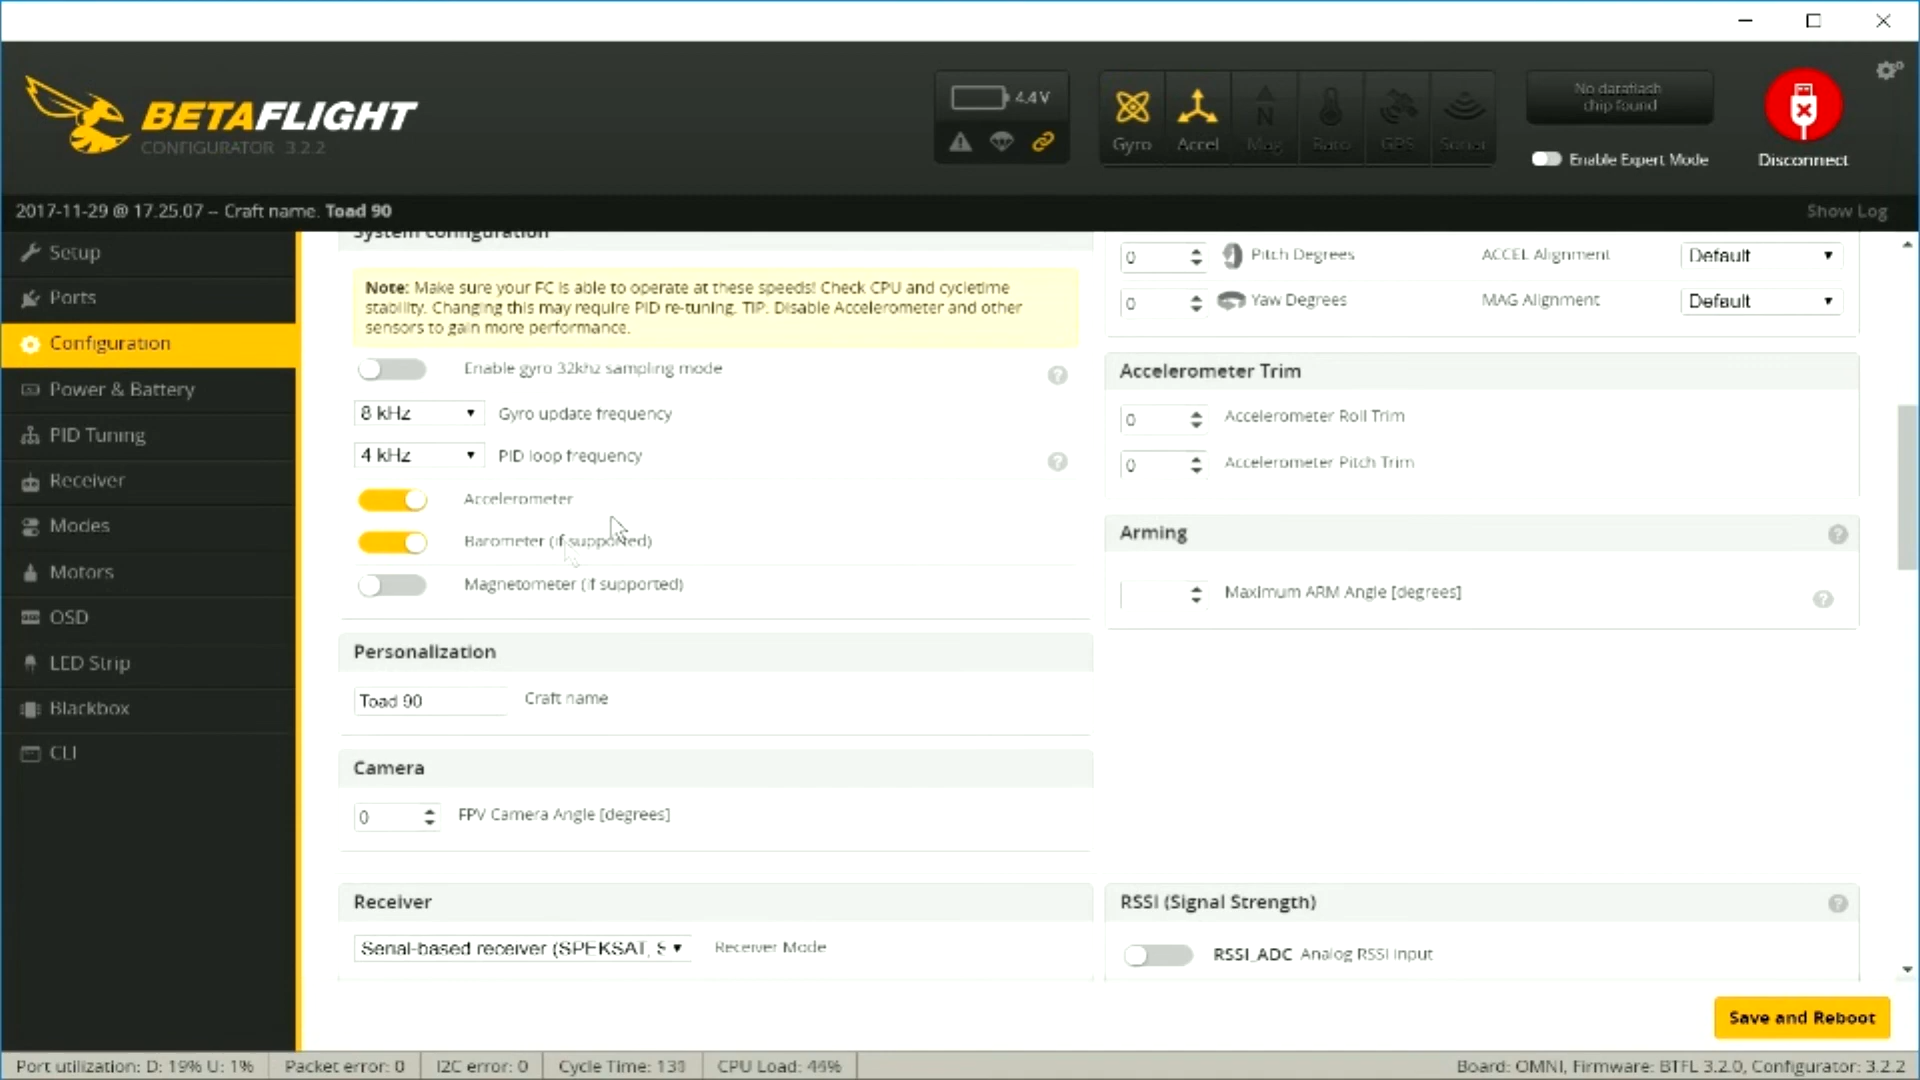 BETAFLIGHT
CONFIGURATOR 3.2.2
4.4V
Gyro
Accel
Mag
Baro
GPS
Sonar
No dataflash
chip found
Enable Expert Mode
Disconnect
2017-11-29 @ 17.25.07 -- Craft name. Toad 90
Show Log
Setup
Ports
Configuration
Power & Battery
PID Tuning
Receiver
Modes
Motors
OSD
LED Strip
Blackbox
CLI
System configuration
Note: Make sure your FC is able to operate at these speeds! Check CPU and cycletime
stability. Changing this may require PID re-tuning. TIP. Disable Accelerometer and other
sensors to gain more performance.
Enable gyro 32khz sampling mode
8 kHz Gyro update frequency
4 kHz PID loop frequency
Accelerometer
Barometer (if supported)
Magnetometer (if supported)
Personalization
Toad 90 Craft name
Camera
0 FPV Camera Angle [degrees]
Receiver
Serial-based receiver (SPEKSAT, S Receiver Mode
0 Pitch Degrees ACCEL Alignment Default
0 Yaw Degrees MAG Alignment Default
Accelerometer Trim
0 Accelerometer Roll Trim
0 Accelerometer Pitch Trim
Arming
Maximum ARM Angle [degrees]
RSSI (Signal Strength)
RSSI_ADC Analog RSSI input
Save and Reboot
Port utilization: D: 19% U: 1% Packet error: 0 I2C error: 0 Cycle Time: CPU Load: 44% Board: OMNI, Firmware: BTFL 3.2.0, Configurator: 3.2.2